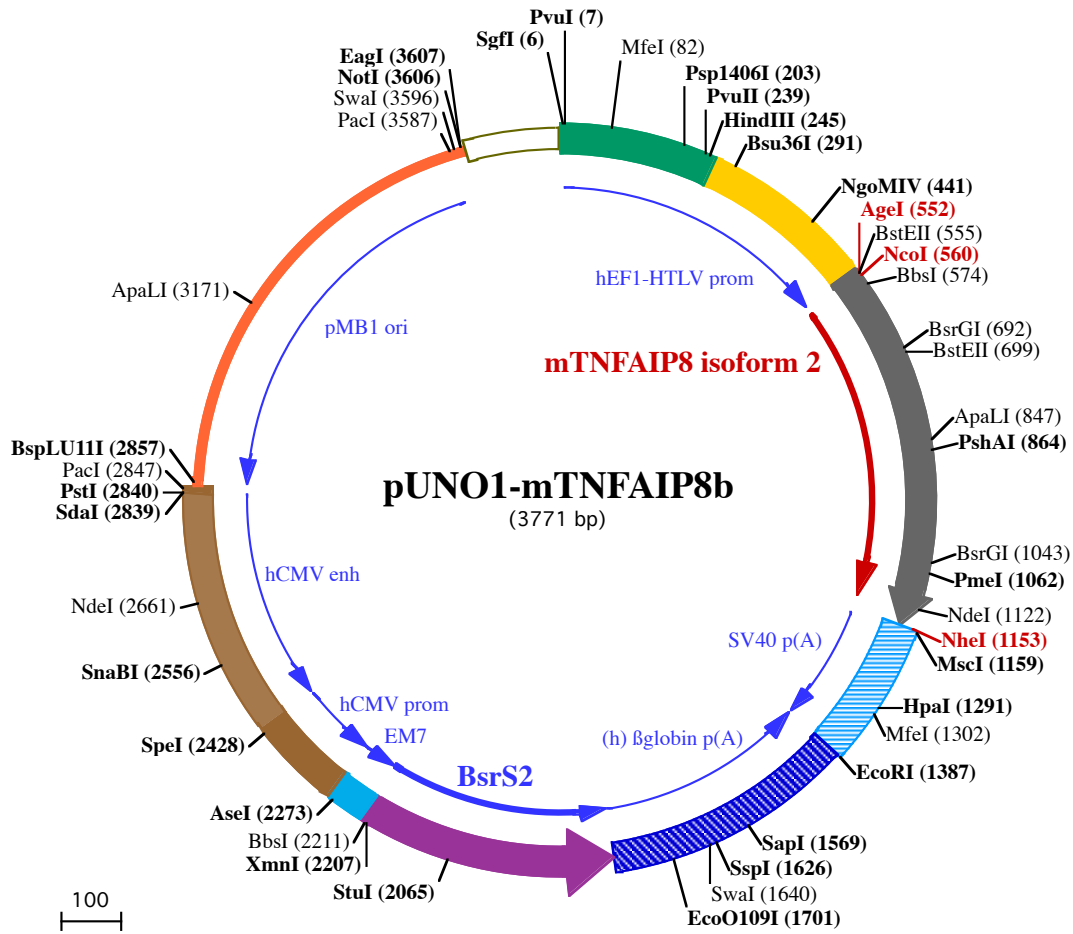 PvuI (7)
SgfI (6)
MfeI (82)
EagI (3607)
NotI (3606)
SwaI (3596)
PacI (3587)
Psp1406I (203)
PvuII (239)
HindIII (245)
Bsu36I (291)
NgoMIV (441)
AgeI (552)
BstEII (555)
NcoI (560)
BbsI (574)
hEF1-HTLV prom
ApaLI (3171)
pMB1 ori
BsrGI (692)
BstEII (699)
mTNFAIP8 isoform 2
ApaLI (847)
PshAI (864)
BspLU11I (2857)
PacI (2847)
PstI (2840)
SdaI (2839)
pUNO1-mTNFAIP8b
(3771 bp)
BsrGI (1043)
PmeI (1062)
hCMV enh
NdeI (2661)
NdeI (1122)
SV40 p(A)
NheI (1153)
MscI (1159)
SnaBI (2556)
hCMV prom
HpaI (1291)
MfeI (1302)
EM7
(h) ßglobin p(A)
SpeI (2428)
EcoRI (1387)
BsrS2
AseI (2273)
BbsI (2211)
XmnI (2207)
StuI (2065)
SapI (1569)
SspI (1626)
SwaI (1640)
EcoO109I (1701)
100